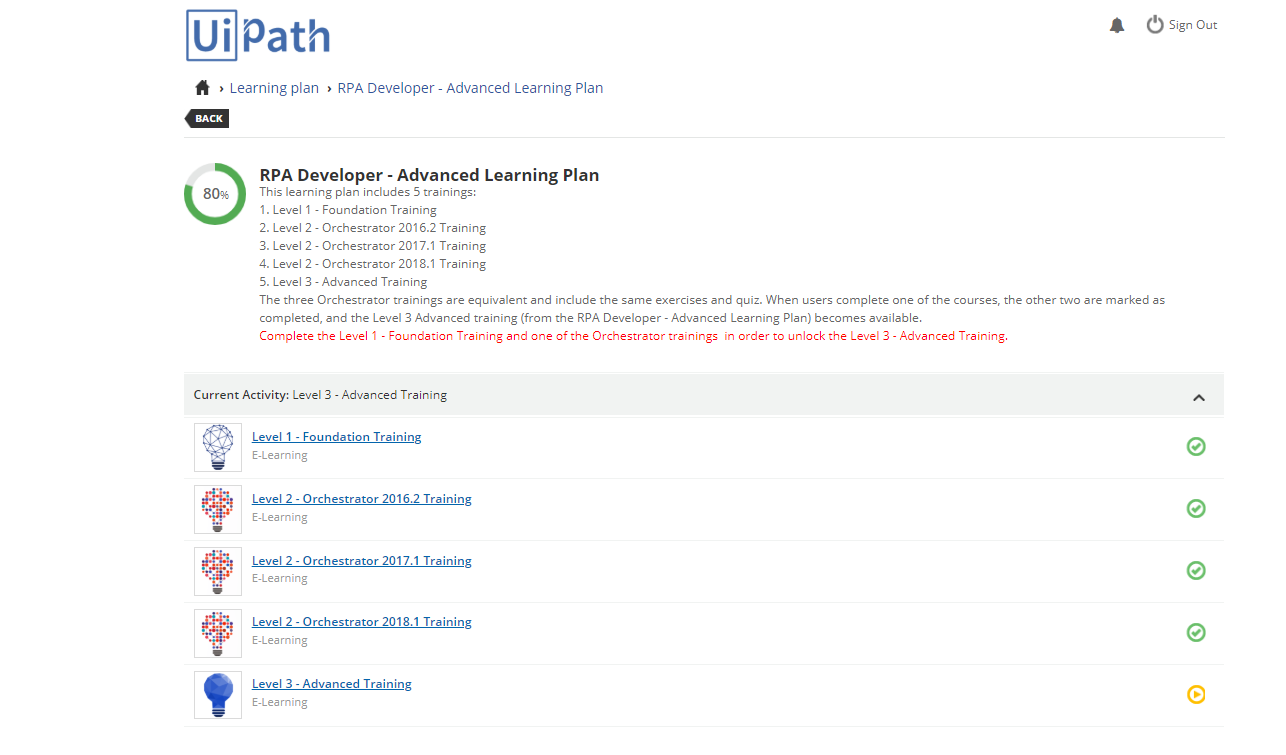 UiPath
Sign Out
› Learning plan › RPA Developer - Advanced Learning Plan
BACK
80%
RPA Developer - Advanced Learning Plan
This learning plan includes 5 trainings:
1. Level 1 - Foundation Training
2. Level 2 - Orchestrator 2016.2 Training
3. Level 2 - Orchestrator 2017.1 Training
4. Level 2 - Orchestrator 2018.1 Training
5. Level 3 - Advanced Training
The three Orchestrator trainings are equivalent and include the same exercises and quiz. When users complete one of the courses, the other two are marked as
completed, and the Level 3 Advanced training (from the RPA Developer - Advanced Learning Plan) becomes available.
Complete the Level 1 - Foundation Training and one of the Orchestrator trainings  in order to unlock the Level 3 - Advanced Training.
Current Activity: Level 3 - Advanced Training
Level 1 - Foundation Training
E-Learning
Level 2 - Orchestrator 2016.2 Training
E-Learning
Level 2 - Orchestrator 2017.1 Training
E-Learning
Level 2 - Orchestrator 2018.1 Training
E-Learning
Level 3 - Advanced Training
E-Learning